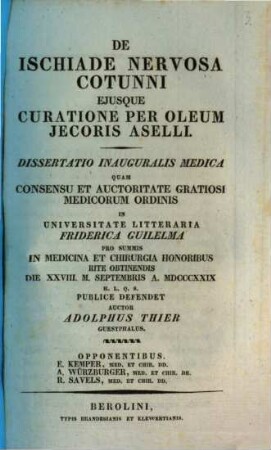 DE
ISCHIADE NERVOSA
COTUNNI
EJUSQUE
CURATIONE PER OLEUM
JECORIS ASELLI.
DISSERTATIO INAUGURALIS MEDICA
QUAM
CONSENSU ET AUCTORITATE GRATIOSI
MEDICORUM ORDINIS
IN
UNIVERSITATE LITTERARIA
FRIDERICA GUILELMA
PRO SUMMIS
IN MEDICINA ET CHIRURGIA HONORIBUS
RITE OBTINENDIS
DIE XXVIII. M. SEPTEMBRIS A. MDCCCXXIX
H. L. Q. S.
PUBLICE DEFENDET
AUCTOR
ADOLPHUS THIER
GUESTPHALUS.
OPPONENTIBUS.
E. KEMPER, MED. ET CHIR. DD.
A. WÜRZBURGER, MED. ET CHIR. DR.
R. SAVELS, MED. ET CHIR. DD.
BEROLINI,
TYPIS BRANDESIANIS ET KLEWERTIANIS.